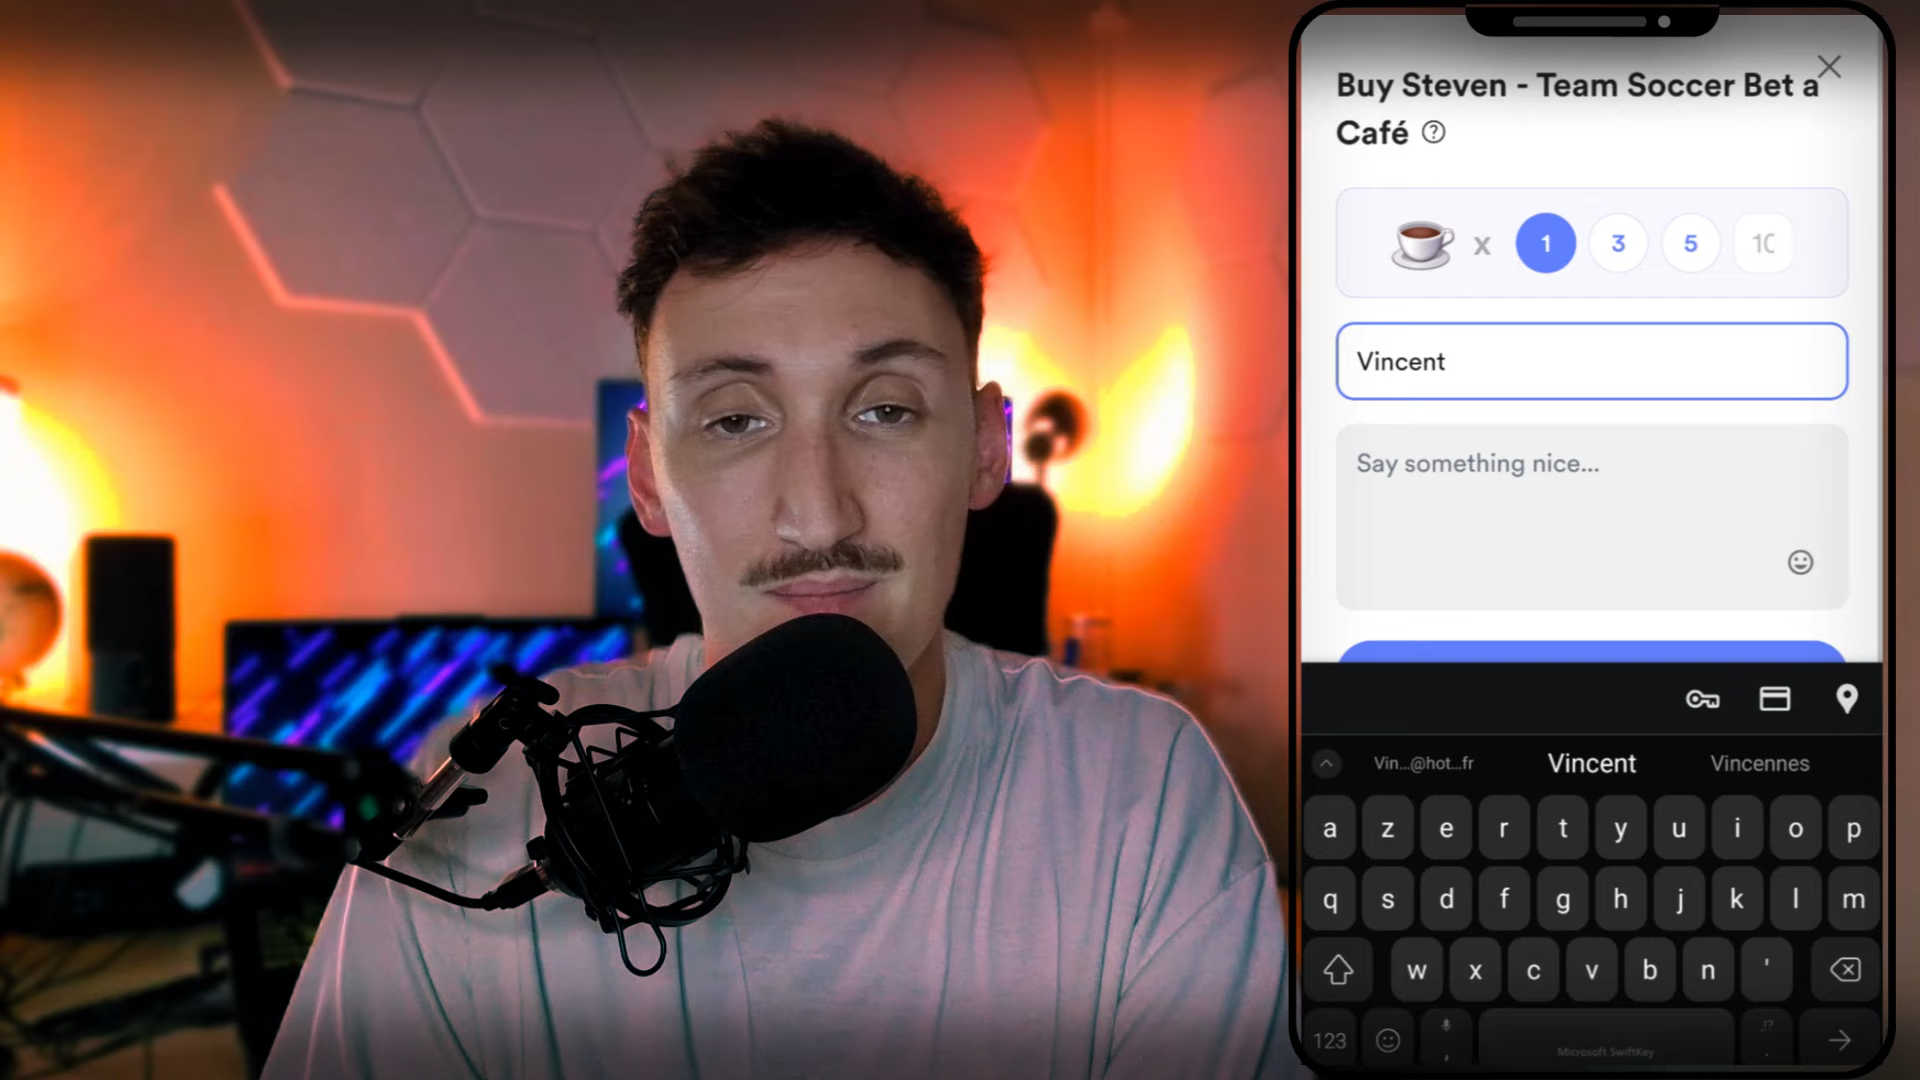 Buy Steven - Team Soccer Bet a
Café ?
x 1 3 5 10
Vincent
Say something nice...
Vin...@hot...fr Vincent Vincennes
a z e r t y u i o p
q s d f g h j k l m
w x c v b n '
123 , !? .
Microsoft SwiftKey